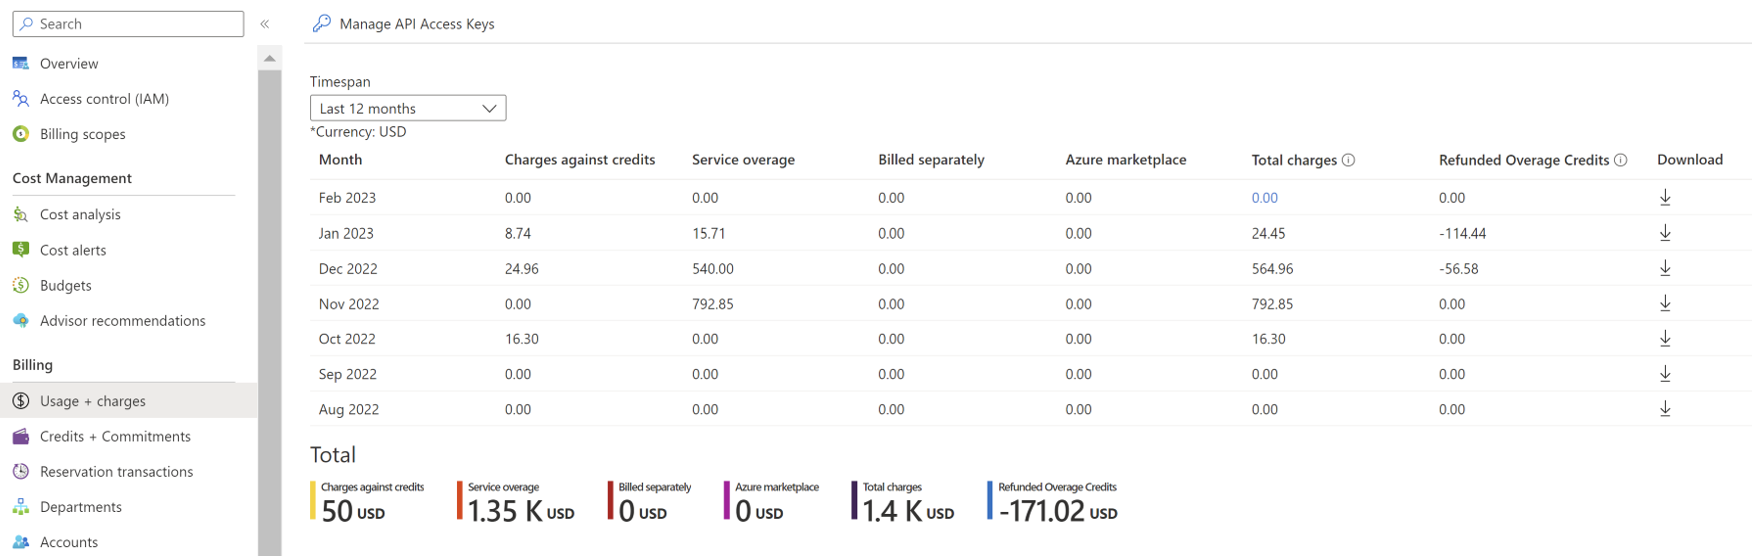 Search
«
Manage API Access Keys
Overview
Access control (IAM)
Billing scopes
Cost Management
Cost analysis
Cost alerts
Budgets
Advisor recommendations
Billing
Usage + charges
Credits + Commitments
Reservation transactions
Departments
Accounts
Timespan
Last 12 months
*Currency: USD
Month Charges against credits Service overage Billed separately Azure marketplace Total charges Refunded Overage Credits Download
Feb 2023 0.00 0.00 0.00 0.00 0.00 0.00
Jan 2023 8.74 15.71 0.00 0.00 24.45 -114.44
Dec 2022 24.96 540.00 0.00 0.00 564.96 -56.58
Nov 2022 0.00 792.85 0.00 0.00 792.85 0.00
Oct 2022 16.30 0.00 0.00 0.00 16.30 0.00
Sep 2022 0.00 0.00 0.00 0.00 0.00 0.00
Aug 2022 0.00 0.00 0.00 0.00 0.00 0.00
Total
Charges against credits Service overage Billed separately Azure marketplace Total charges Refunded Overage Credits
50 USD 1.35 K USD 0 USD 0 USD 1.4 K USD -171.02 USD